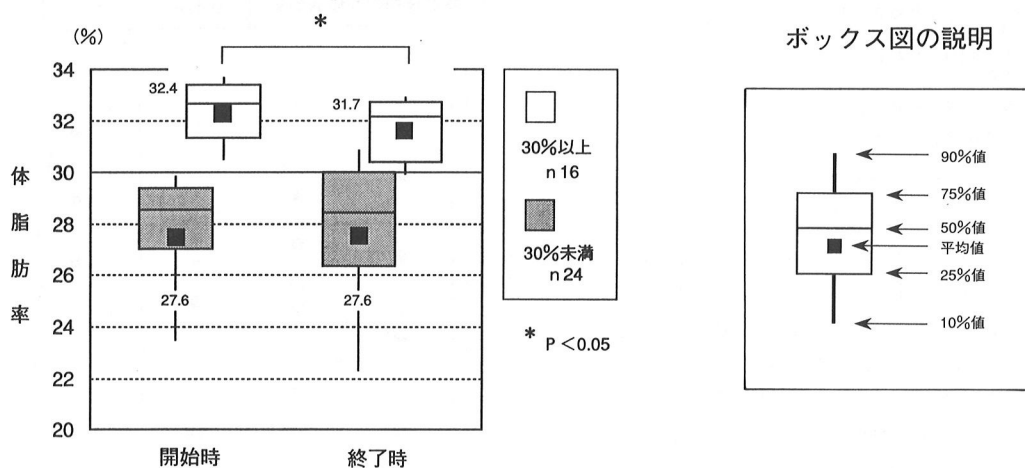 (%)
*
34
32
30
28
26
24
22
20
体脂肪率
32.4
31.7
27.6
27.6
開始時
終了時
30%以上
n 16
30%未満
n 24
* P<0.05
ボックス図の説明
90%値
75%値
50%値
平均値
25%値
10%値